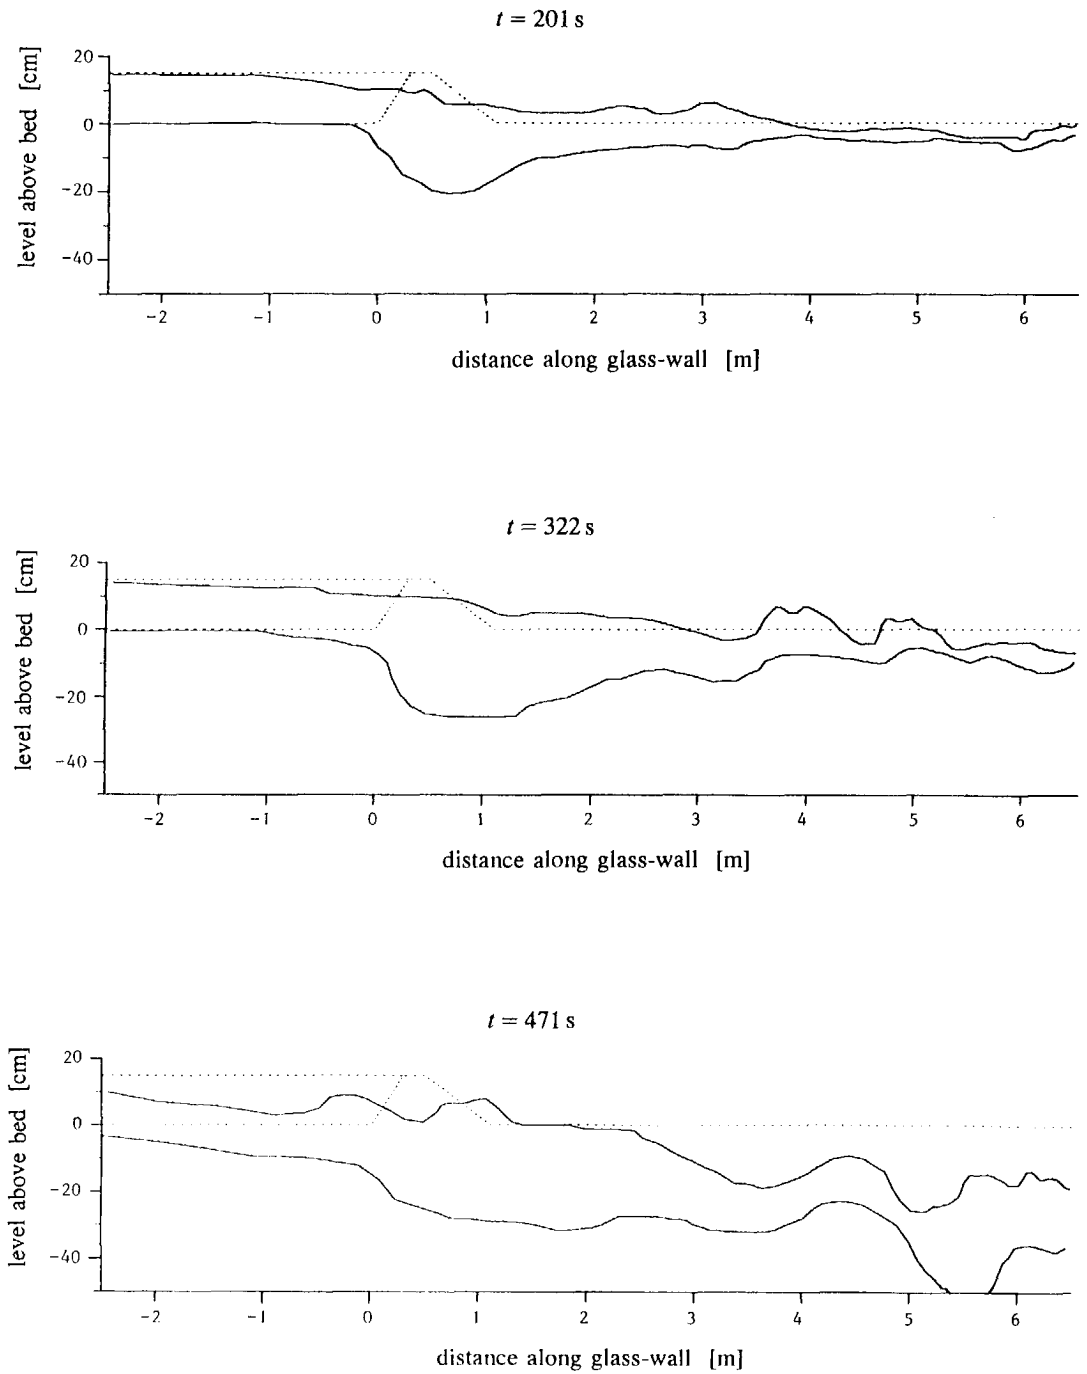 t = 201 s
level above bed [cm]
20
0
−20
−40
−2 −1 0 1 2 3 4 5 6
distance along glass-wall [m]
t = 322 s
level above bed [cm]
20
0
−20
−40
−2 −1 0 1 2 3 4 5 6
distance along glass-wall [m]
t = 471 s
level above bed [cm]
20
0
−20
−40
−2 −1 0 1 2 3 4 5 6
distance along glass-wall [m]